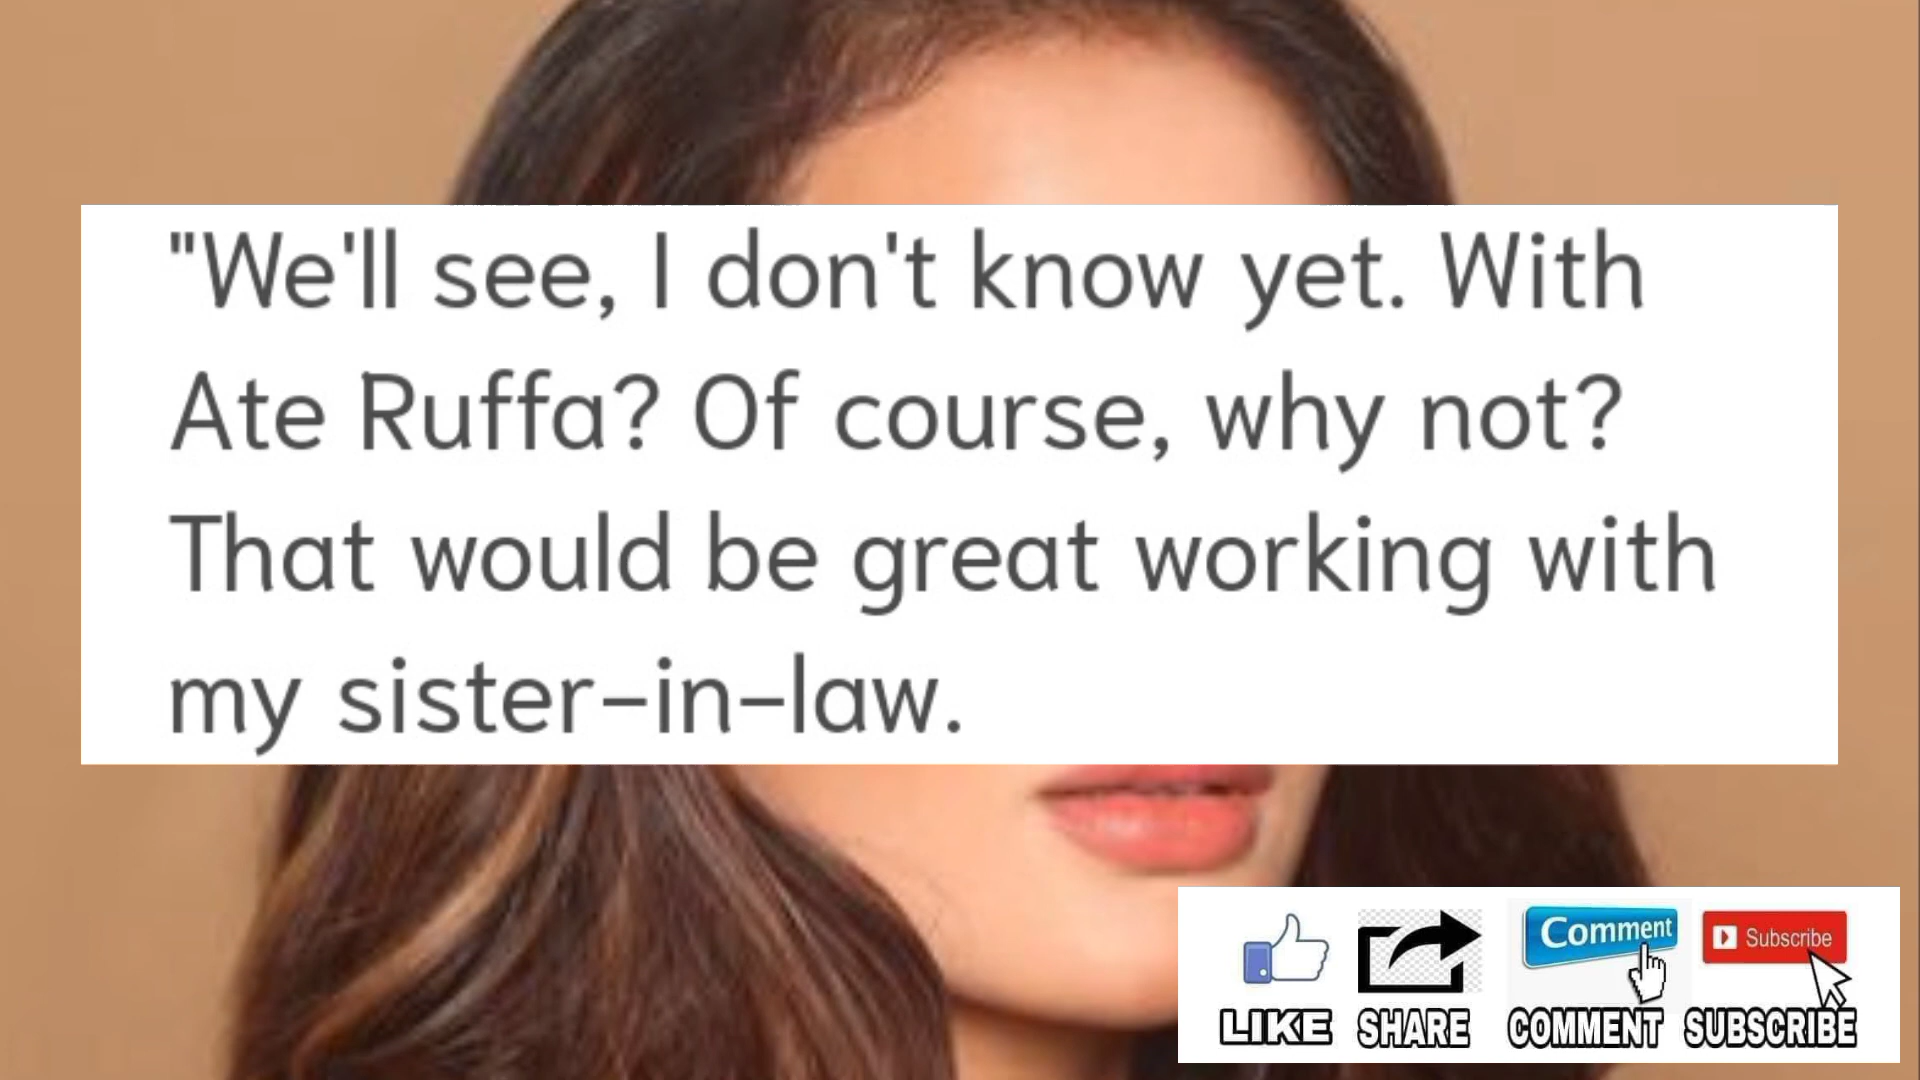 "We'll see, I don't know yet. With
Ate Ruffa? Of course, why not?
That would be great working with
my sister-in-law.
Comment
Subscribe
LIKE SHARE COMMENT SUBSCRIBE